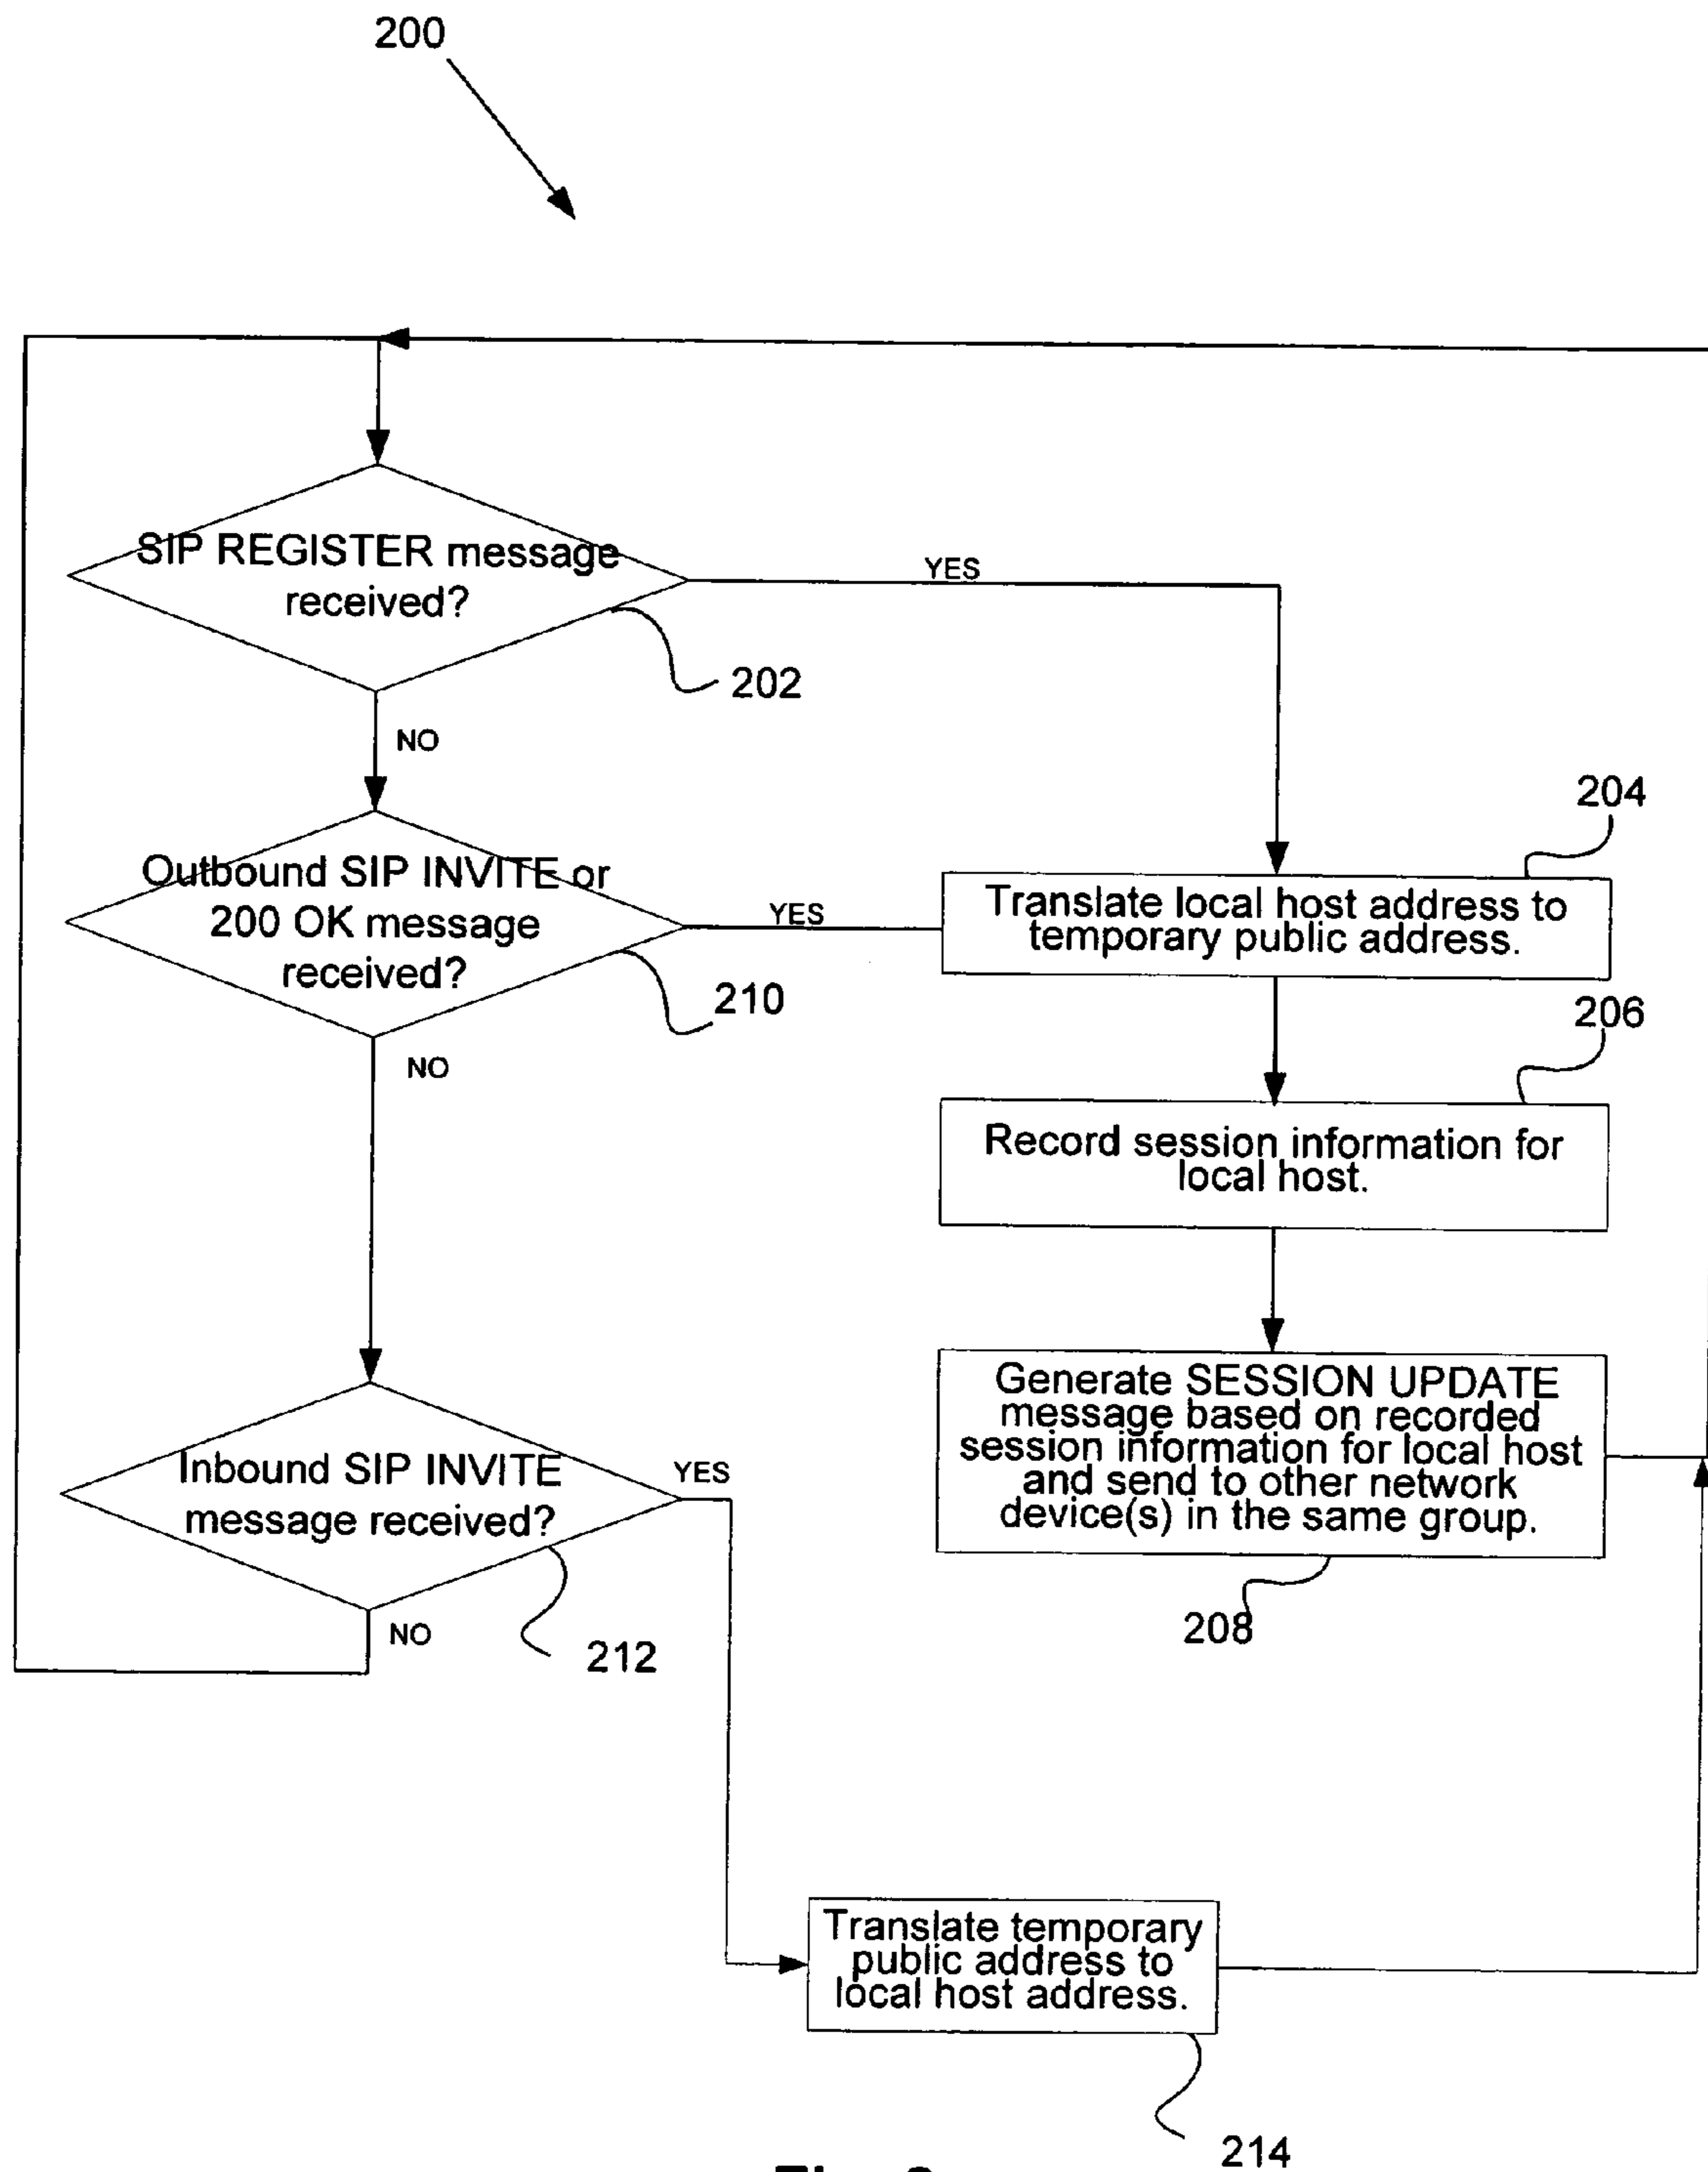 200
SIP REGISTER message
received?
YES
202
NO
204
Outbound SIP INVITE or
200 OK message
received?
YES
Translate local host address to
temporary public address.
210
206
NO
Record session information for
local host.
Generate SESSION UPDATE
message based on recorded
session information for local host
and send to other network
device(s) in the same group.
Inbound SIP INVITE
message received?
YES
208
NO
212
Translate temporary
public address to
local host address.
214